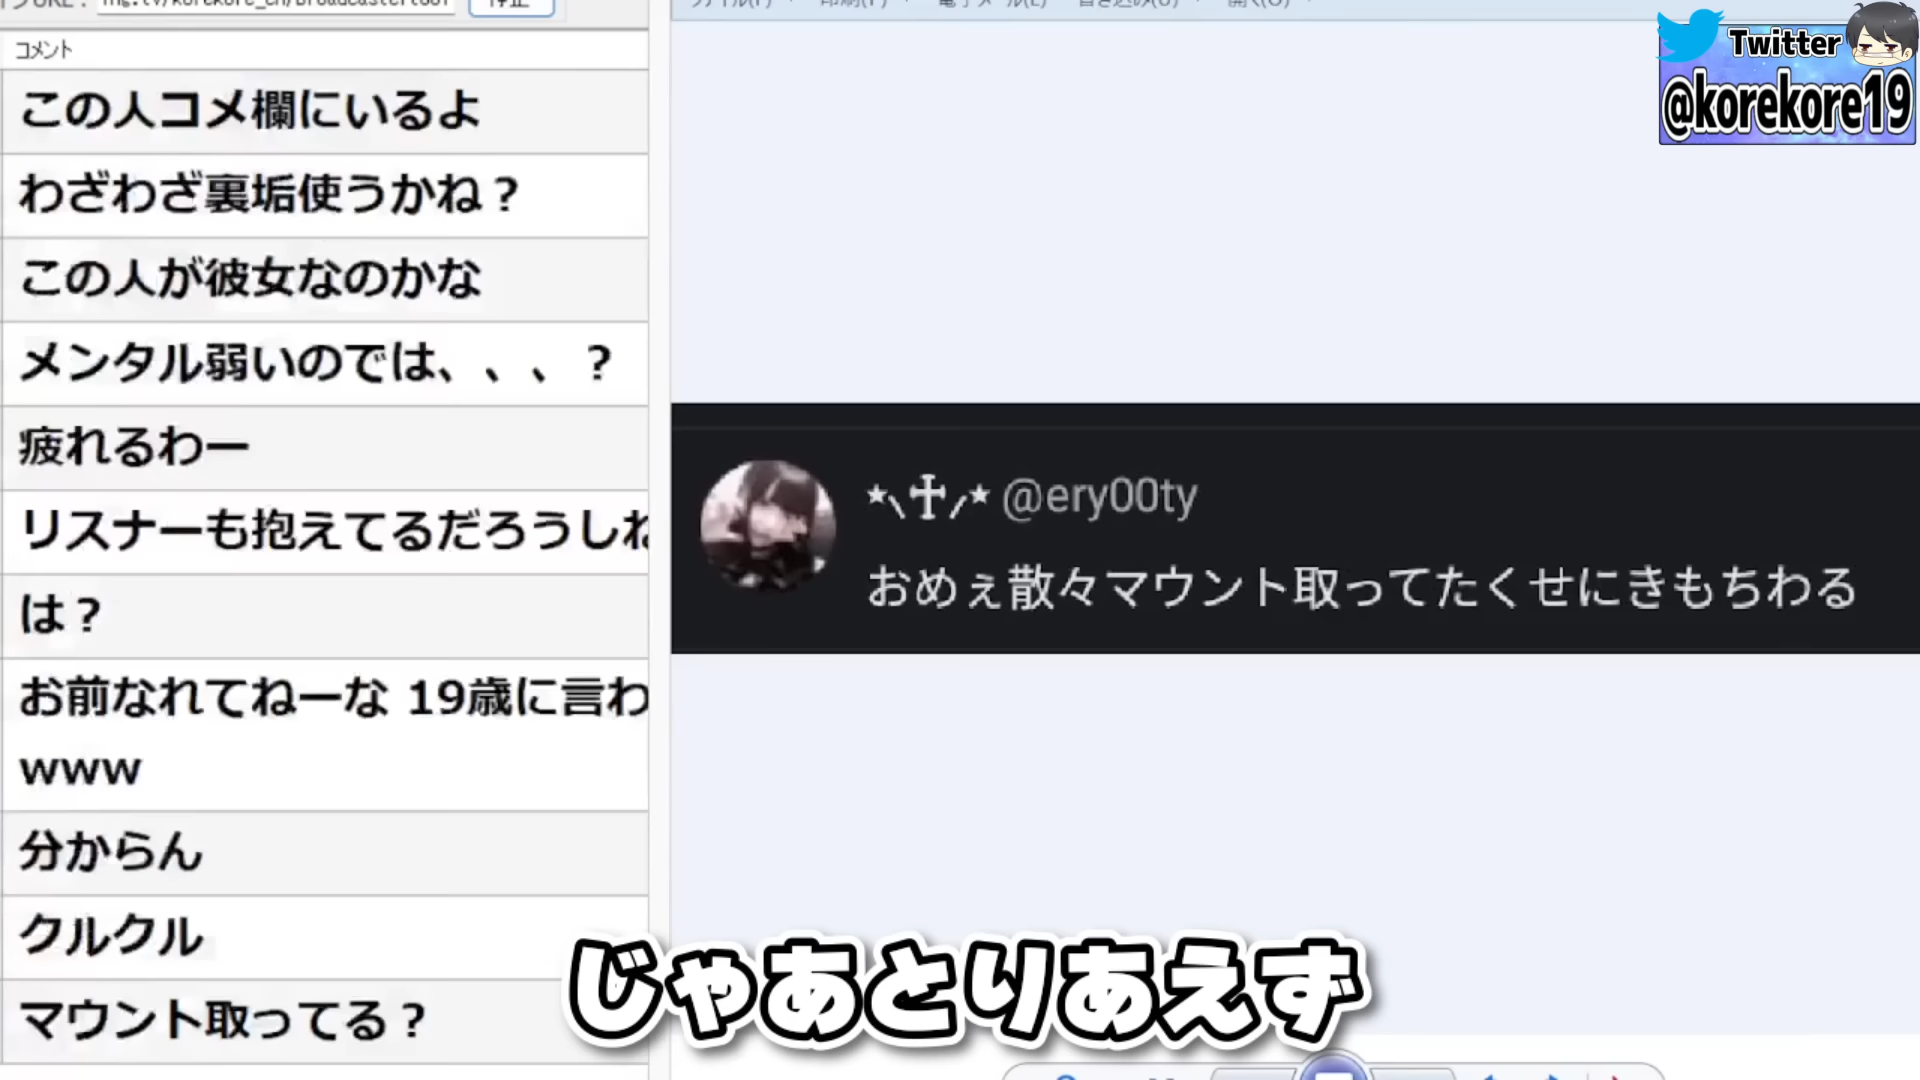 コメント
この人コメ欄にいるよ
わざわざ裏垢使うかね？
この人が彼女なのかな
メンタル弱いのでは、、、？
疲れるわー
リスナーも抱えてるだろうしね
は？
お前なれてねーな 19歳に言わ
www
分からん
クルクル
マウント取ってる？
Twitter
@korekore19
@ery00ty
おめぇ散々マウント取ってたくせにきもちわる
じゃあとりあえず